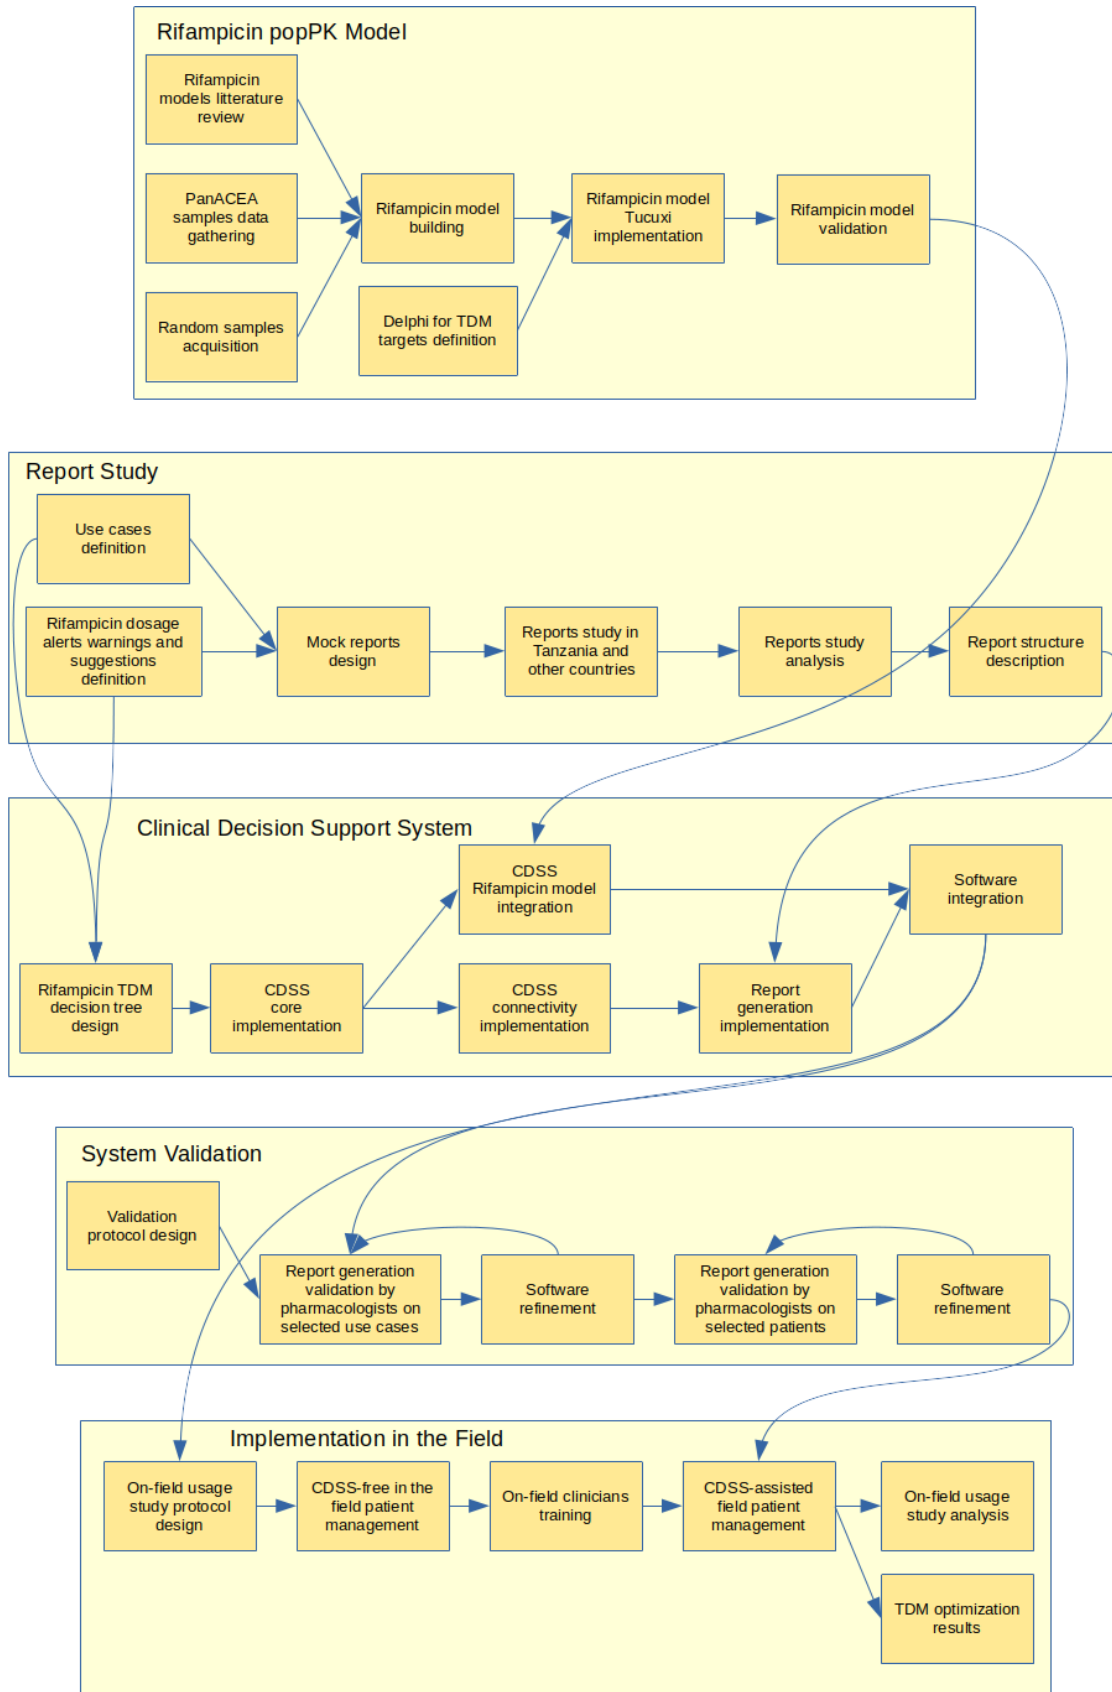 Rifampicin popPK Model
Rifampicin
models litterature
review
PanACEA
samples data
gathering
Random samples
acquisition
Rifampicin model
building
Delphi for TDM
targets definition
Rifampicin model
Tucuxi
implementation
Rifampicin model
validation
Report Study
Use cases
definition
Rifampicin dosage
alerts warnings and
suggestions
definition
Mock reports
design
Reports study in
Tanzania and
other countries
Reports study
analysis
Report structure
description
Clinical Decision Support System
CDSS
Rifampicin model
integration
Software
integration
Rifampicin TDM
decision tree
design
CDSS
core
implementation
CDSS
connectivity
implementation
Report
generation
implementation
System Validation
Validation
protocol design
Report generation
validation by
pharmacologists on
selected use cases
Software
refinement
Report generation
validation by
pharmacologists on
selected patients
Software
refinement
Implementation in the Field
On-field usage
study protocol
design
CDSS-free in the
field patient
management
On-field clinicians
training
CDSS-assisted
field patient
management
On-field usage
study analysis
TDM optimization
results